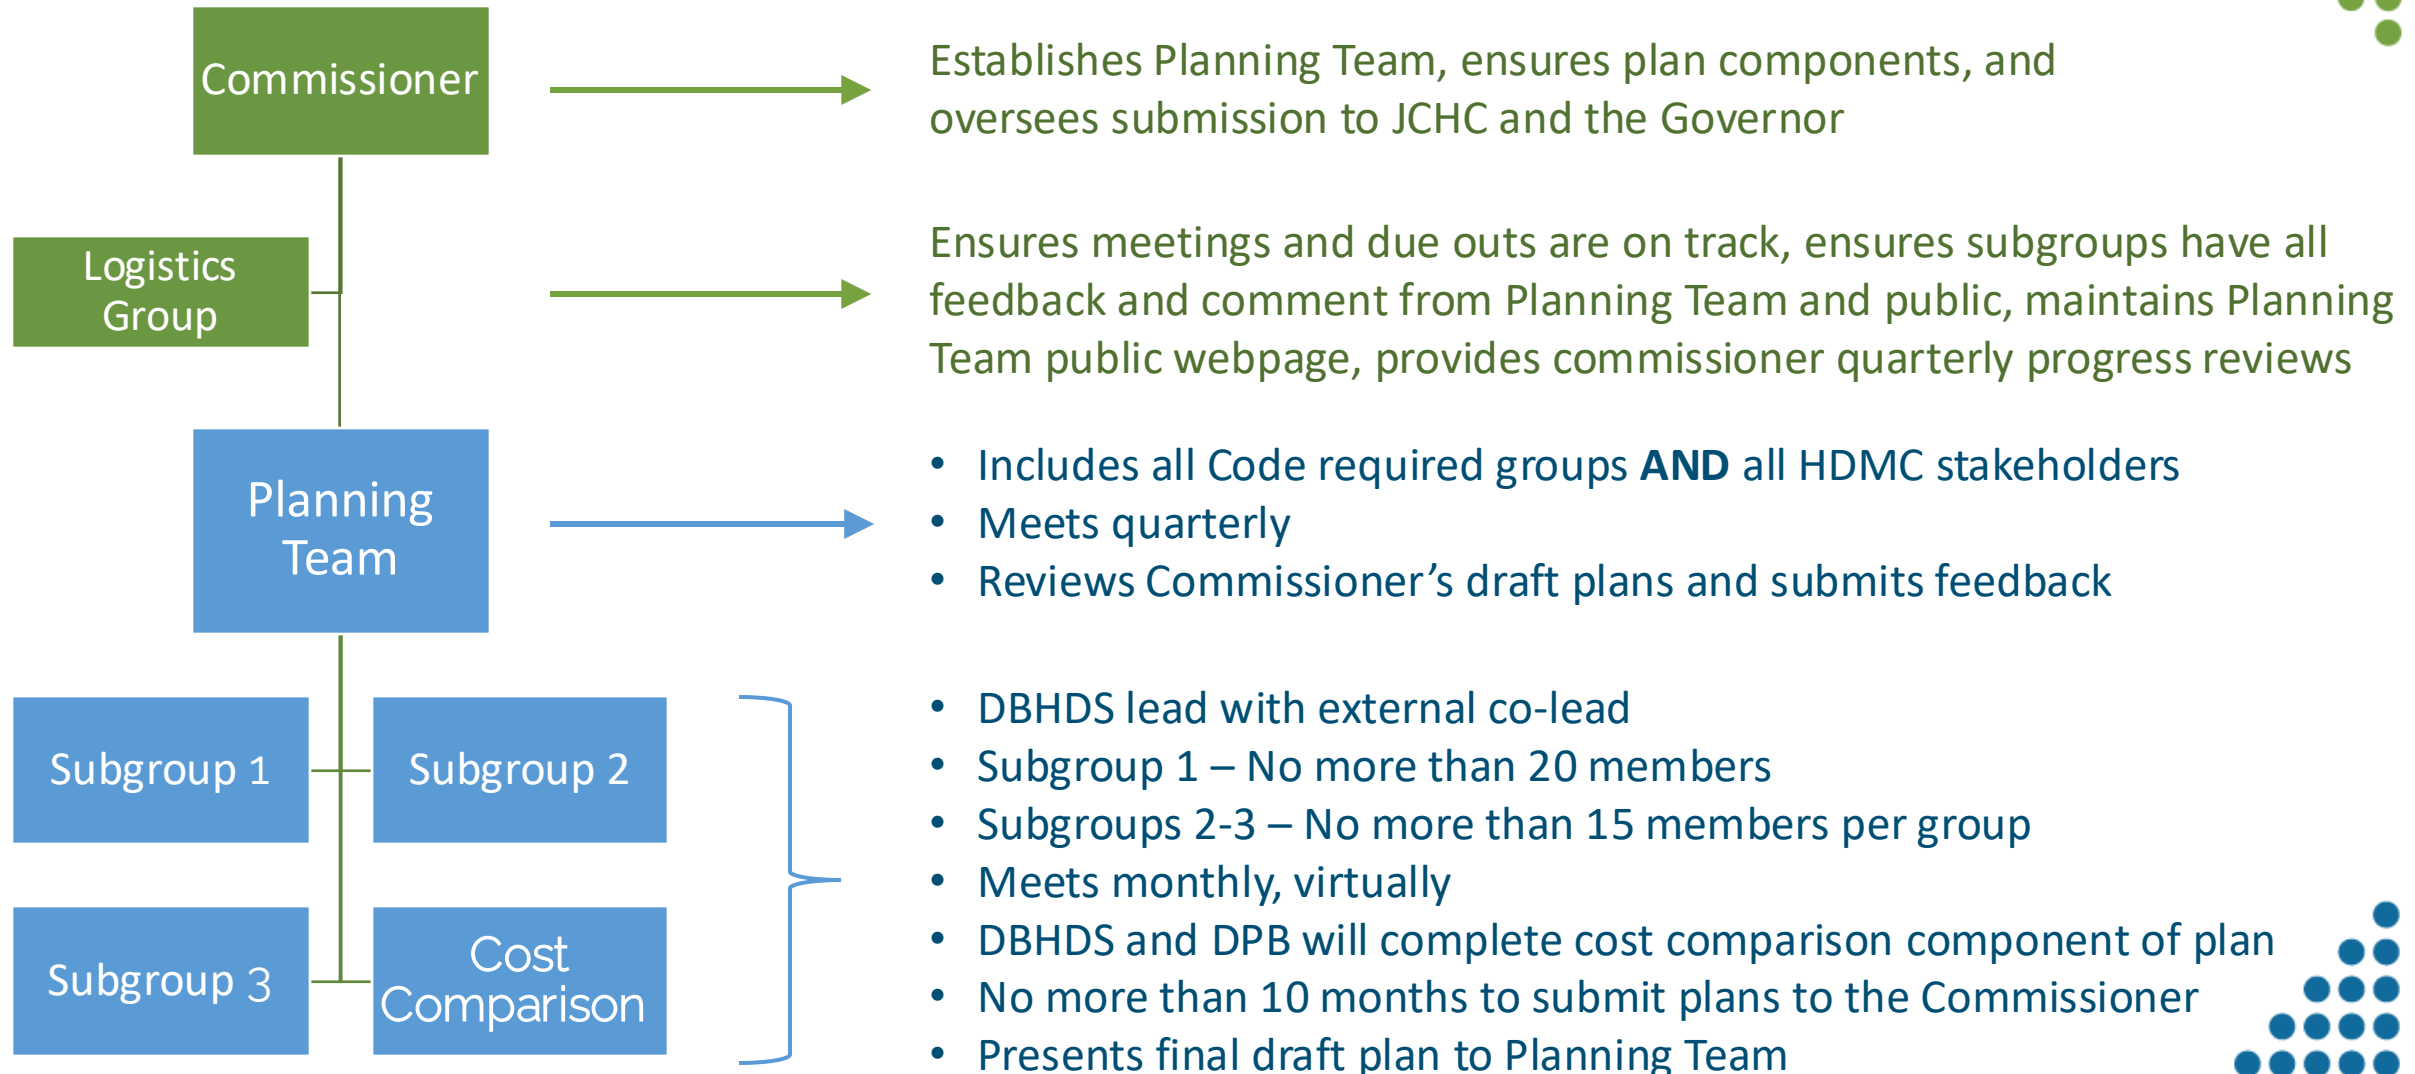 Commissioner
Establishes Planning Team, ensures plan components, and
oversees submission to JCHC and the Governor
Logistics
Group
Ensures meetings and due outs are on track, ensures subgroups have all
feedback and comment from Planning Team and public, maintains Planning
Team public webpage, provides commissioner quarterly progress reviews
Planning
Team
• Includes all Code required groups AND all HDMC stakeholders
• Meets quarterly
• Reviews Commissioner’s draft plans and submits feedback
Subgroup 1
Subgroup 2
Subgroup 3
Cost
Comparison
• DBHDS lead with external co-lead
• Subgroup 1 – No more than 20 members
• Subgroups 2-3 – No more than 15 members per group
• Meets monthly, virtually
• DBHDS and DPB will complete cost comparison component of plan
• No more than 10 months to submit plans to the Commissioner
• Presents final draft plan to Planning Team